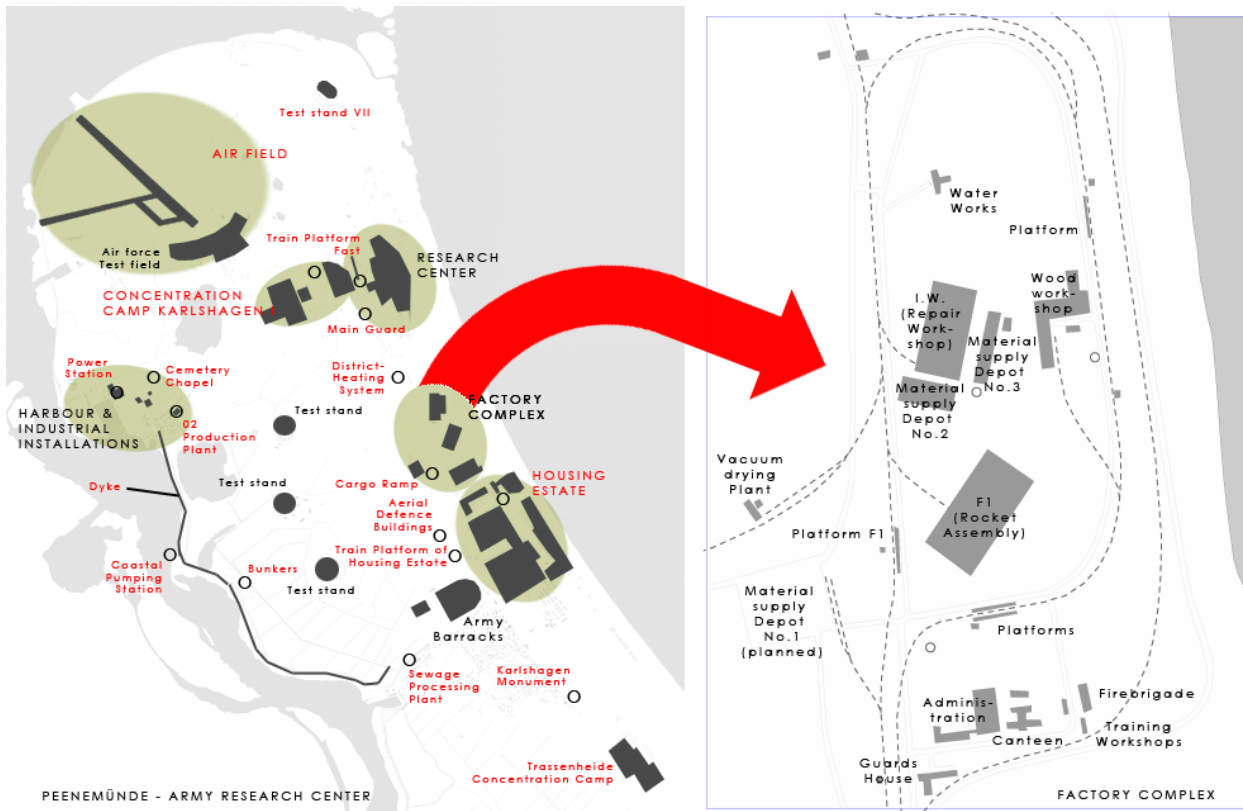 Test stand VII
AIR FIELD
Air force
Test field
Train Platform
Fast
RESEARCH
CENTER
CONCENTRATION
CAMP KARLSHAGEN I
Main Guard
Power
Station
Cemetery
Chapel
District-
Heating
System
HARBOUR &
INDUSTRIAL
INSTALLATIONS
02
Production
Plant
Test stand
FACTORY
COMPLEX
Dyke
Test stand
Cargo Ramp
HOUSING
ESTATE
Aerial
Defence
Buildings
Train Platform of
Housing Estate
Coastal
Pumping
Station
Bunkers
Test stand
Army
Barracks
Sewage
Processing
Plant
Karlshagen
Monument
Trassenheide
Concentration Camp
PEENEMÜNDE - ARMY RESEARCH CENTER
Water
Works
Platform
I.W.
(Repair
Work-
shop)
Wood
work-
shop
Material
supply
Depot
No.3
Material
supply
Depot
No.2
Vacuum
drying
Plant
F1
(Rocket
Assembly)
Platform F1
Material
supply
Depot
No.1
(planned)
Platforms
Adminis-
tration
Canteen
Firebrigade
Training
Workshops
Guards
House
FACTORY COMPLEX